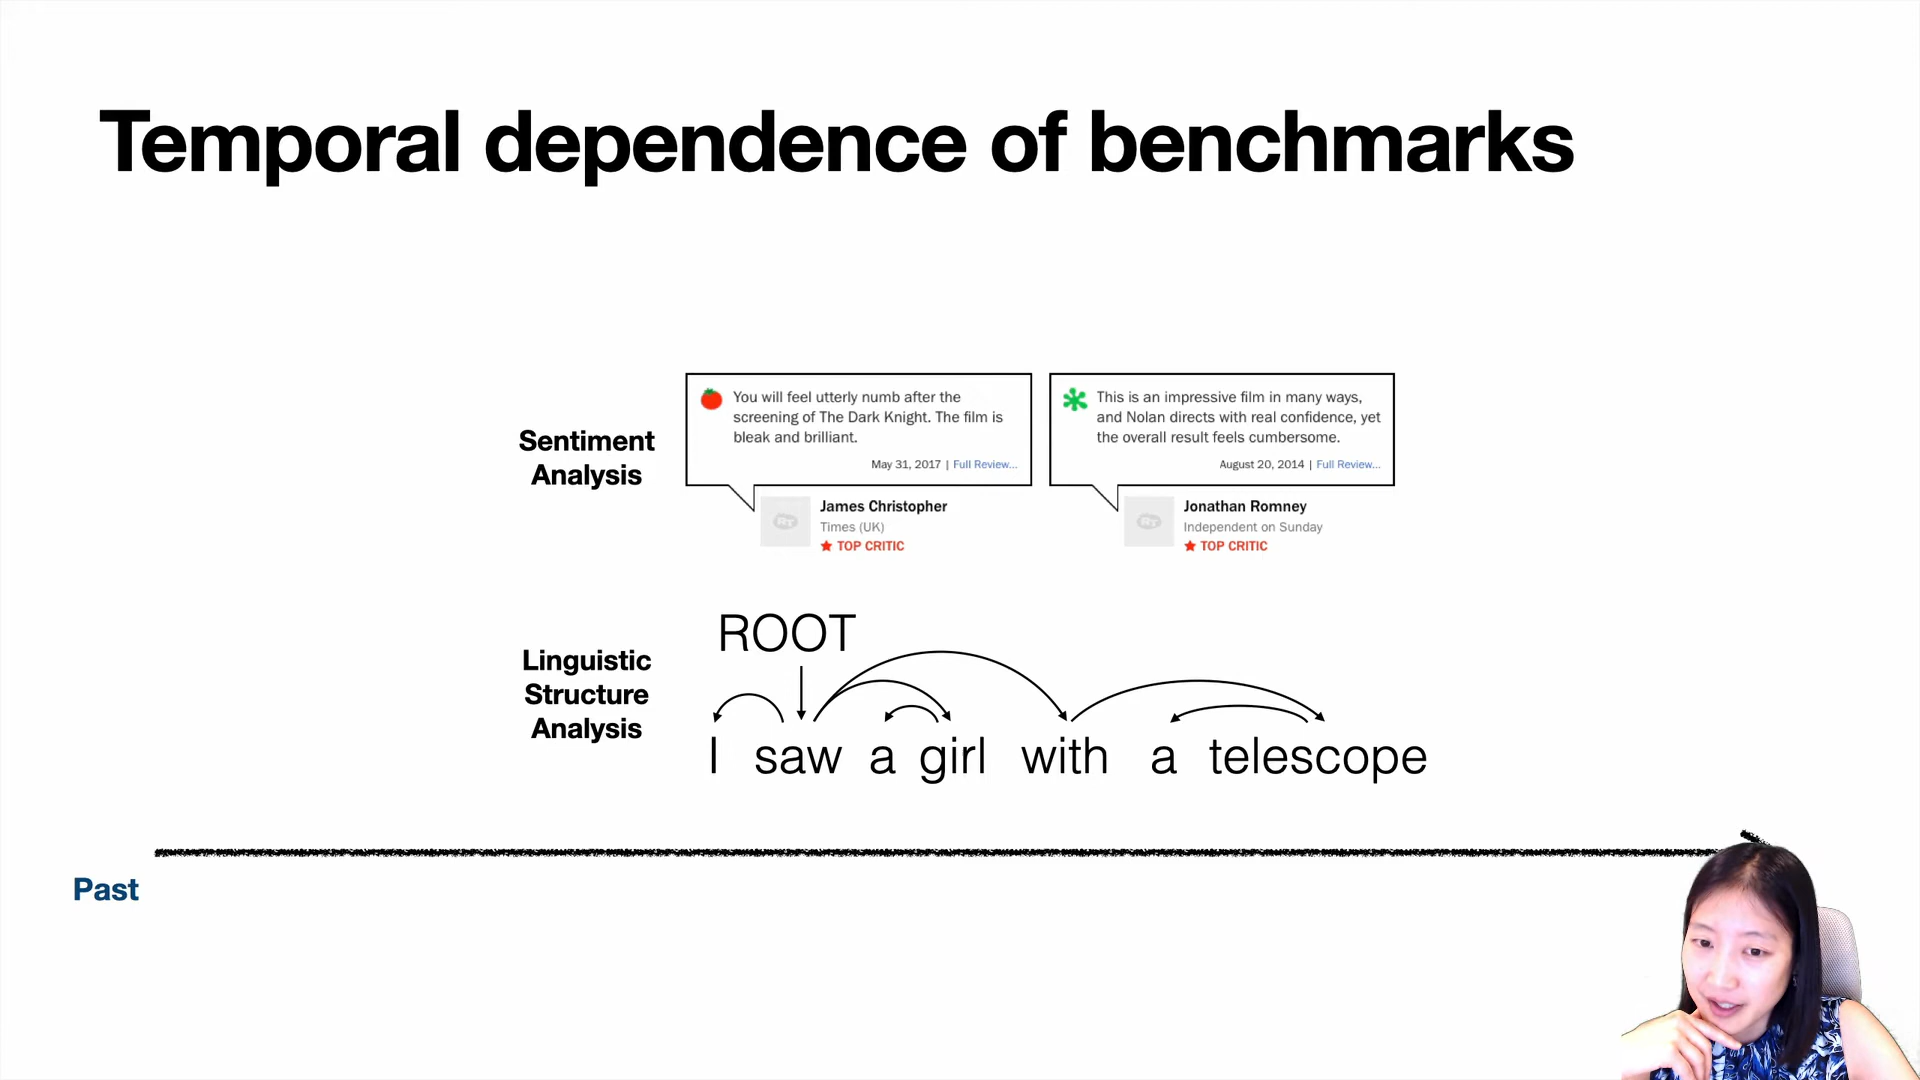 Temporal dependence of benchmarks
Sentiment
Analysis
You will feel utterly numb after the
screening of The Dark Knight. The film is
bleak and brilliant.
May 31, 2017 | Full Review...
RT
James Christopher
Times (UK)
TOP CRITIC
This is an impressive film in many ways,
and Nolan directs with real confidence, yet
the overall result feels cumbersome.
August 20, 2014 | Full Review...
RT
Jonathan Romney
Independent on Sunday
TOP CRITIC
Linguistic
Structure
Analysis
ROOT
I saw a girl with a telescope
Past